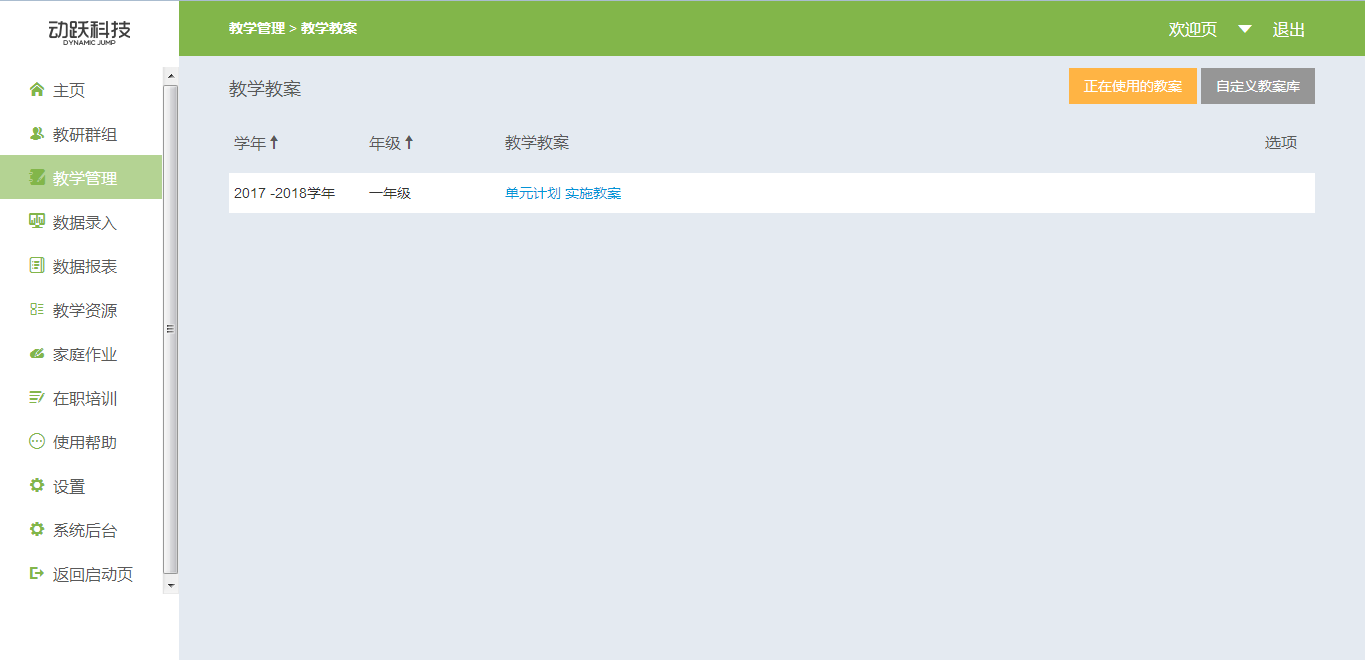 动跃科技
DYNAMIC JUMP
教学管理 > 教学教案
欢迎页 退出
主页
教研群组
教学管理
数据录入
数据报表
教学资源
家庭作业
在职培训
使用帮助
设置
系统后台
返回启动页
教学教案
正在使用的教案 自定义教案库
学年 年级 教学教案 选项
2017 -2018学年 一年级 单元计划 实施教案